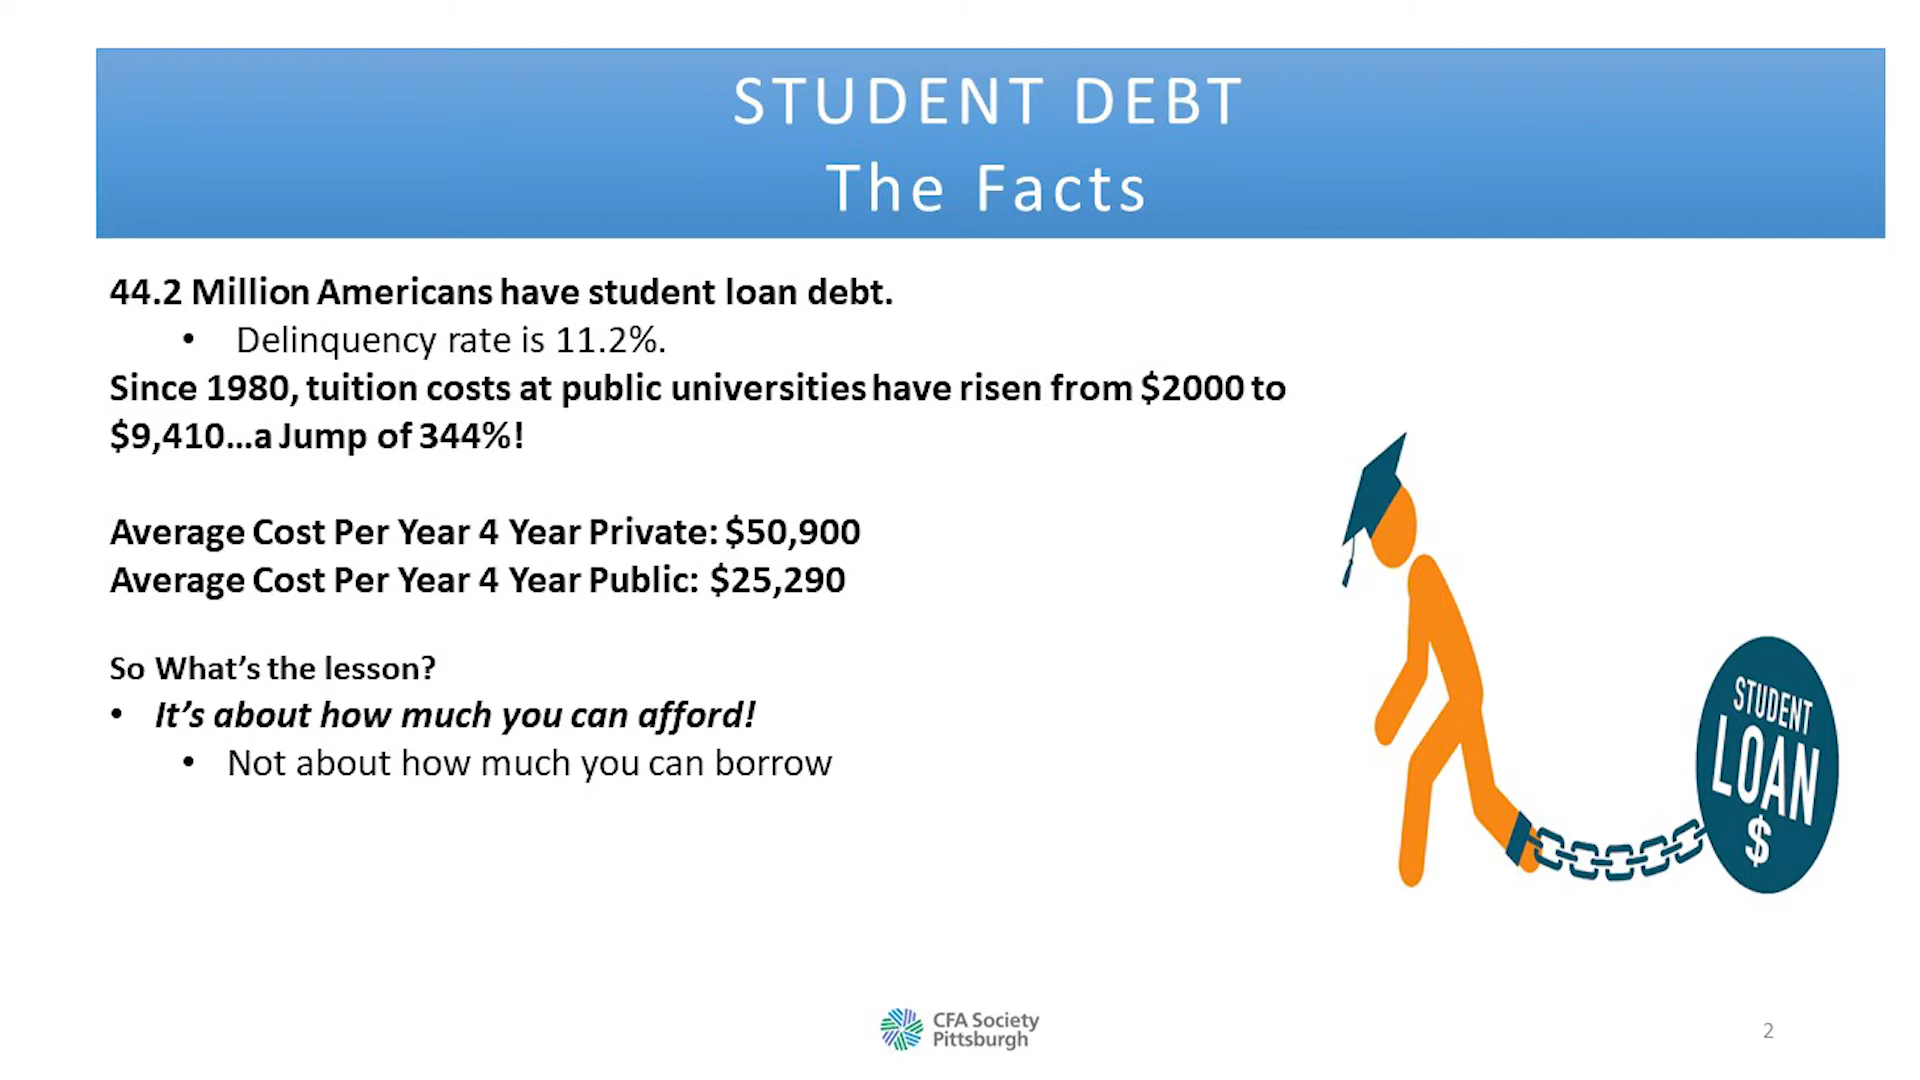 STUDENT DEBT
The Facts
44.2 Million Americans have student loan debt.
• Delinquency rate is 11.2%.
Since 1980, tuition costs at public universities have risen from $2000 to
$9,410...a Jump of 344%!
Average Cost Per Year 4 Year Private: $50,900
Average Cost Per Year 4 Year Public: $25,290
So What's the lesson?
• It's about how much you can afford!
• Not about how much you can borrow
STUDENT
LOAN
$
CFA Society
Pittsburgh
2